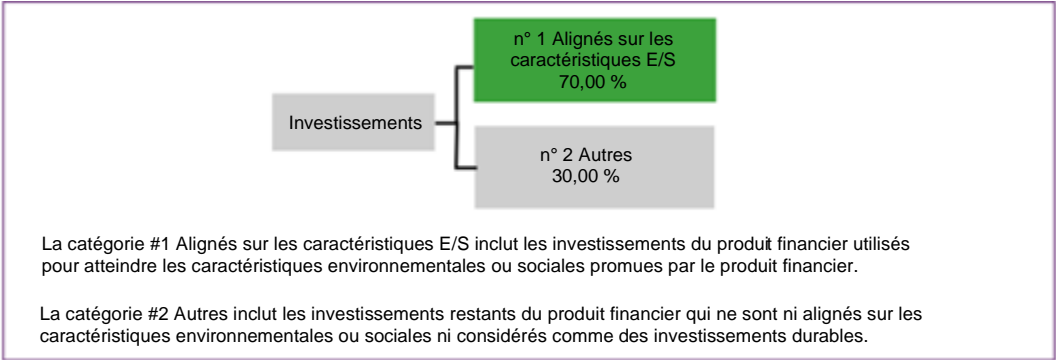 n° 1 Alignés sur les
caractéristiques E/S
70,00 %
Investissements
n° 2 Autres
30,00 %
La catégorie #1 Alignés sur les caractéristiques E/S inclut les investissements du produit financier utilisés
pour atteindre les caractéristiques environnementales ou sociales promues par le produit financier.
La catégorie #2 Autres inclut les investissements restants du produit financier qui ne sont ni alignés sur les
caractéristiques environnementales ou sociales ni considérés comme des investissements durables.